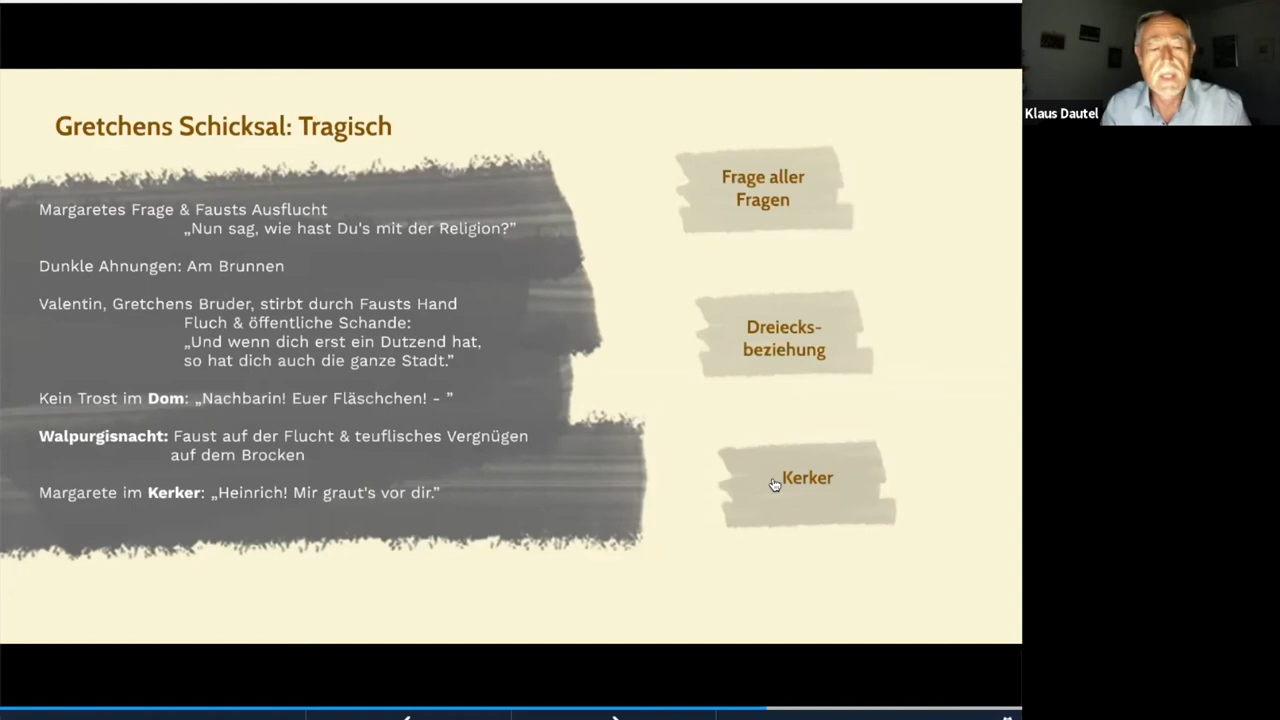 Gretchens Schicksal: Tragisch
Margaretes Frage & Fausts Ausflucht
„Nun sag, wie hast Du's mit der Religion?”
Dunkle Ahnungen: Am Brunnen
Valentin, Gretchens Bruder, stirbt durch Fausts Hand
Fluch & öffentliche Schande:
„Und wenn dich erst ein Dutzend hat,
so hat dich auch die ganze Stadt.”
Kein Trost im Dom: „Nachbarin! Euer Fläschchen! - ”
Walpurgisnacht: Faust auf der Flucht & teuflisches Vergnügen
auf dem Brocken
Margarete im Kerker: „Heinrich! Mir graut's vor dir.”
Frage aller
Fragen
Dreiecks-
beziehung
Kerker
Klaus Dautel